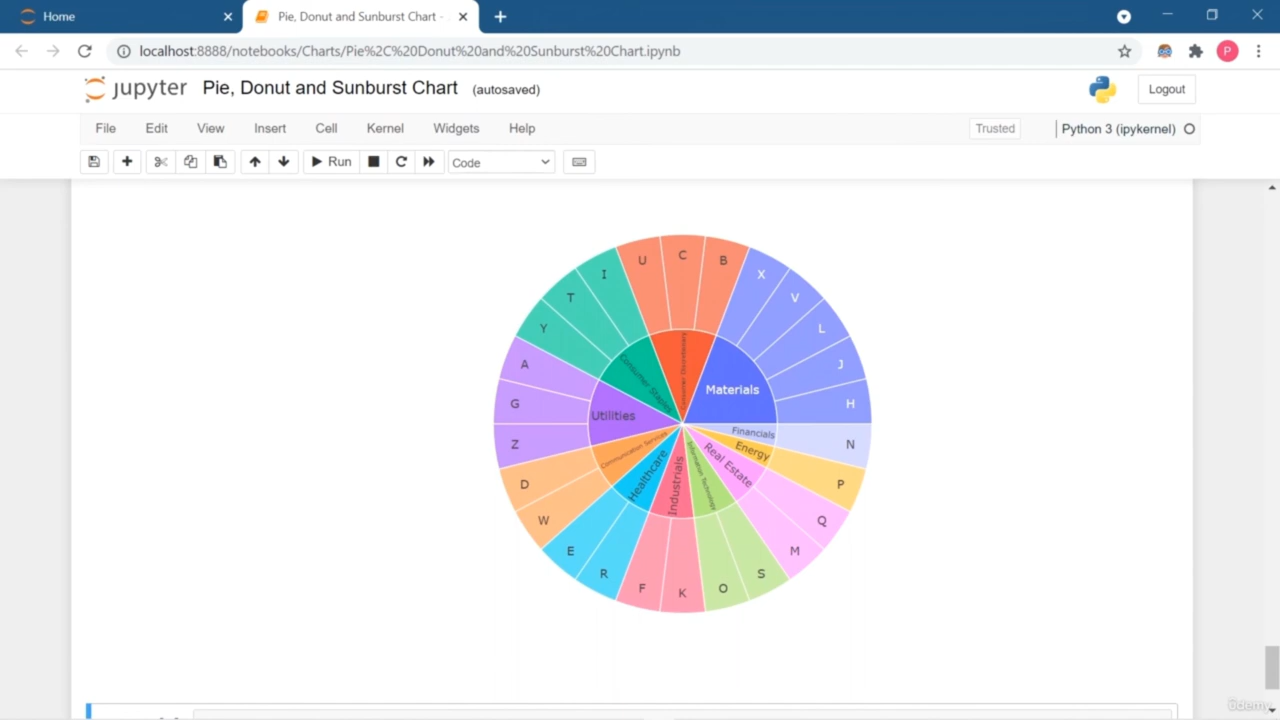 Home
Pie, Donut and Sunburst Chart -
localhost:8888/notebooks/Charts/Pie%2C%20Donut%20and%20Sunburst%20Chart.ipynb
P
jupyter Pie, Donut and Sunburst Chart (autosaved)
Logout
File Edit View Insert Cell Kernel Widgets Help
Trusted
Python 3 (ipykernel)
Run
Code
U C B
I X
T V
Y L
A J
G H
Z N
D P
W Q
E M
R S
F K O
Consumer Discretionary
Consumer Staples
Materials
Utilities
Financials
Communication Services
Energy
Healthcare
Real Estate
Industrials
Information Technology
ûdemy